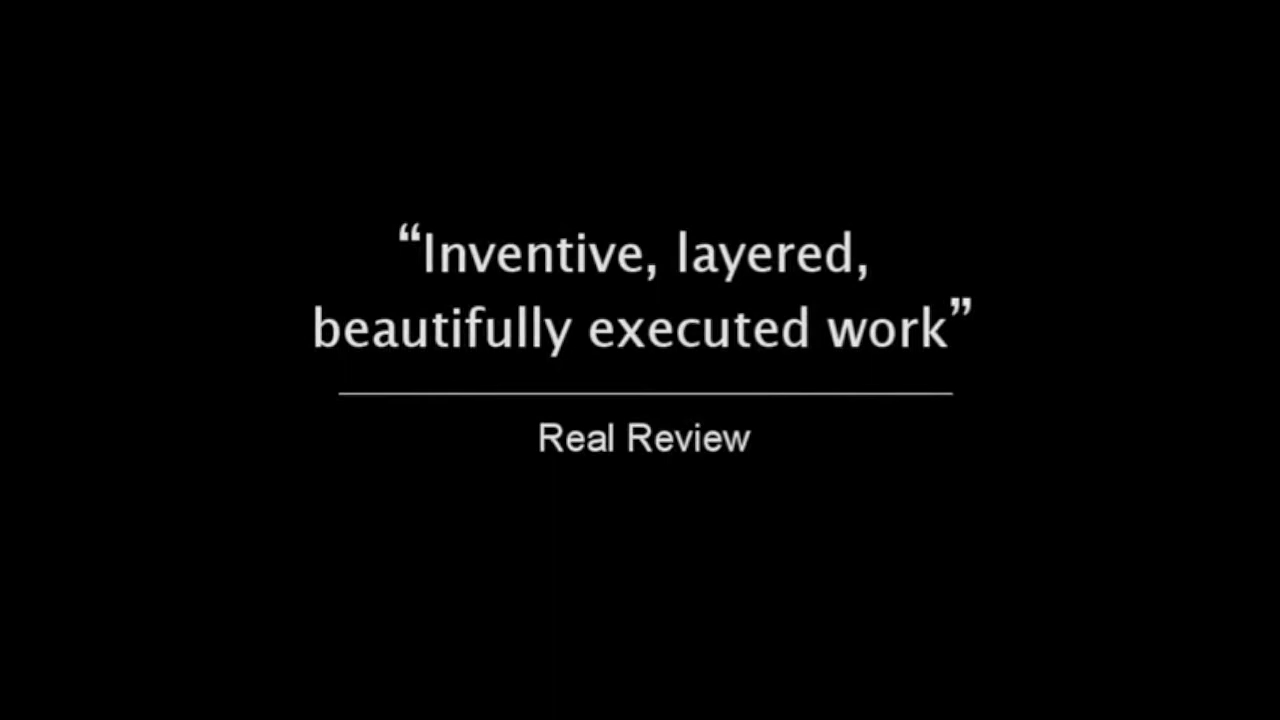 “Inventive, layered,
beautifully executed work”
Real Review